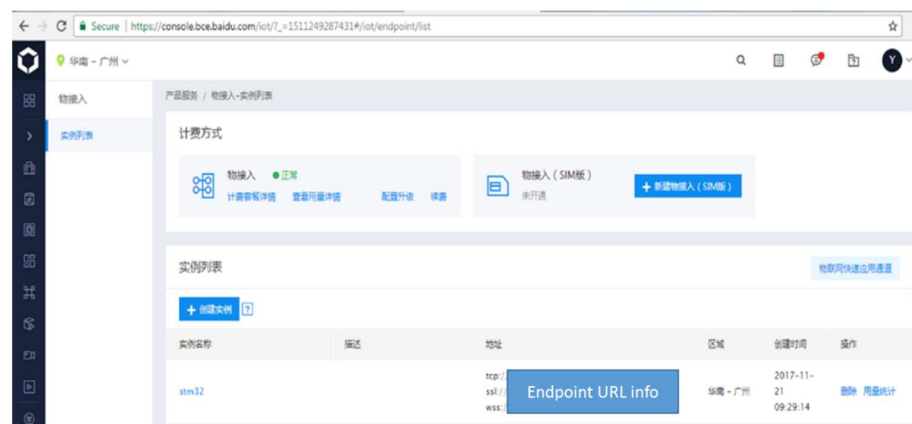 Secure | https://console.bce.baidu.com/iot/?_=1511249287431#/iot/endpoint/list
华南 - 广州
Y
物接入
实例列表
产品服务 / 物接入-实例列表
计费方式
物接入 正常
计费套餐详情 查看用量详情 配置升级 续费
物接入(SIM版)
未开通
+ 新建物接入(SIM版)
实例列表
物联网快速应用通道
+ 创建实例 ?
实例名称 描述 地址 区域 创建时间 操作
stm32
tcp:/
ssl://
wss:/
Endpoint URL info
华南 - 广州
2017-11-
21
09:29:14
删除 用量统计